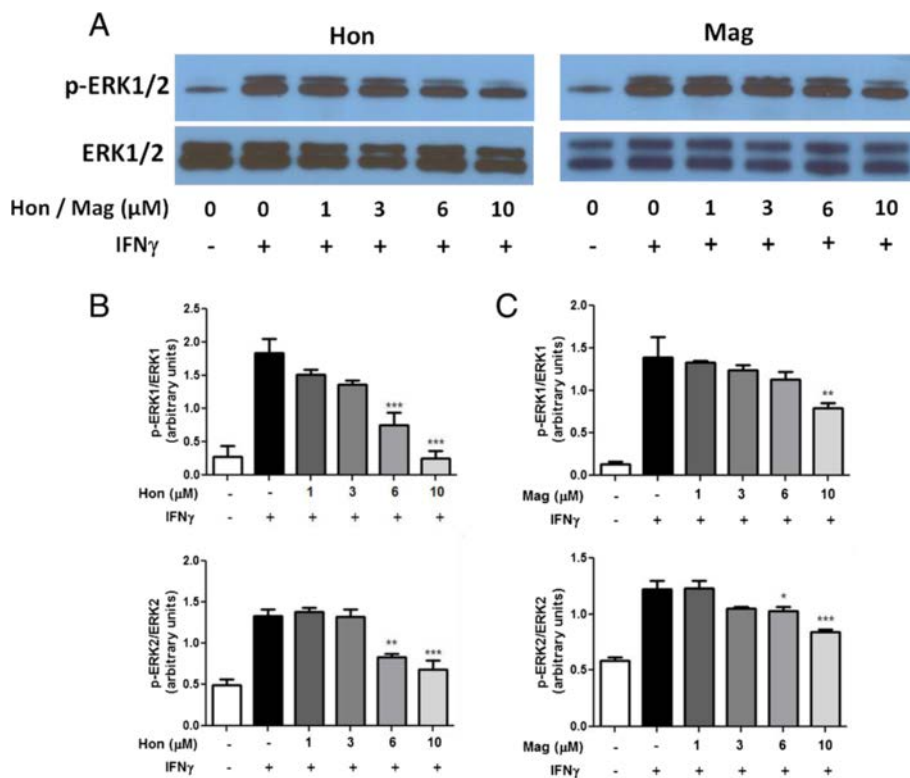 A
Hon Mag
p-ERK1/2
ERK1/2
Hon / Mag (μM) 0 0 1 3 6 10 0 0 1 3 6 10
IFNγ - + + + + + - + + + + +
B
p-ERK1/ERK1
(arbitrary units)
2.5
2.0
1.5
1.0
0.5
0.0
*** ***
Hon (μM) - - 1 3 6 10
IFNγ - + + + + +
p-ERK2/ERK2
(arbitrary units)
2.0
1.5
1.0
0.5
0.0
** ***
Hon (μM) - - 1 3 6 10
IFNγ - + + + + +
C
p-ERK1/ERK1
(arbitrary units)
2.0
1.5
1.0
0.5
0.0
**
Mag (μM) - - 1 3 6 10
IFNγ - + + + + +
p-ERK2/ERK2
(arbitrary units)
1.5
1.0
0.5
0.0
* ***
Mag (μM) - - 1 3 6 10
IFNγ - + + + + +